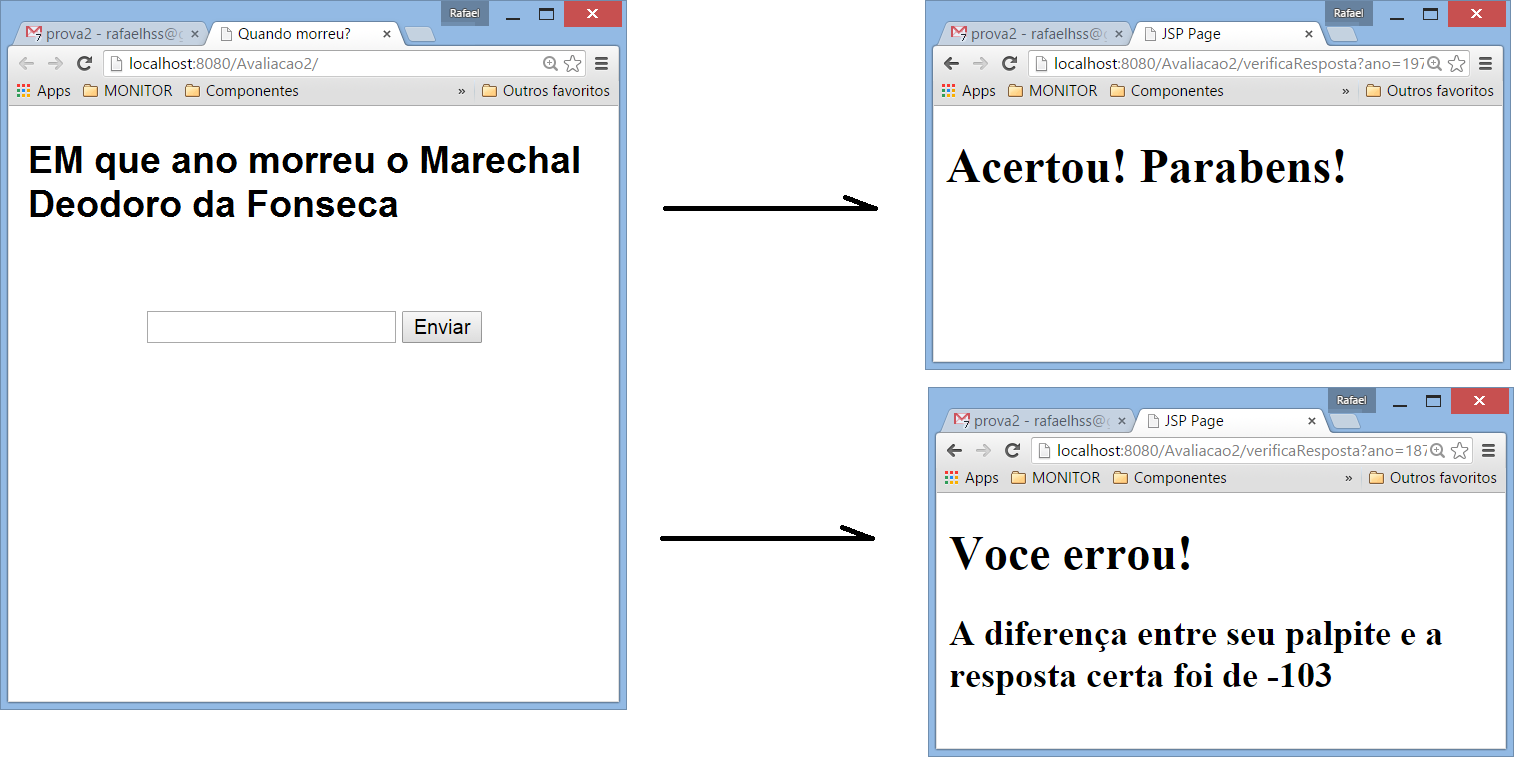 Rafael
prova2 - rafaelhss@g
Quando morreu?
localhost:8080/Avaliacao2/
Apps MONITOR Componentes » Outros favoritos
EM que ano morreu o Marechal
Deodoro da Fonseca
Enviar
Rafael
prova2 - rafaelhss@g
JSP Page
localhost:8080/Avaliacao2/verificaResposta?ano=197
Apps MONITOR Componentes » Outros favoritos
Acertou! Parabens!
Rafael
prova2 - rafaelhss@g
JSP Page
localhost:8080/Avaliacao2/verificaResposta?ano=187
Apps MONITOR Componentes » Outros favoritos
Voce errou!
A diferença entre seu palpite e a
resposta certa foi de -103